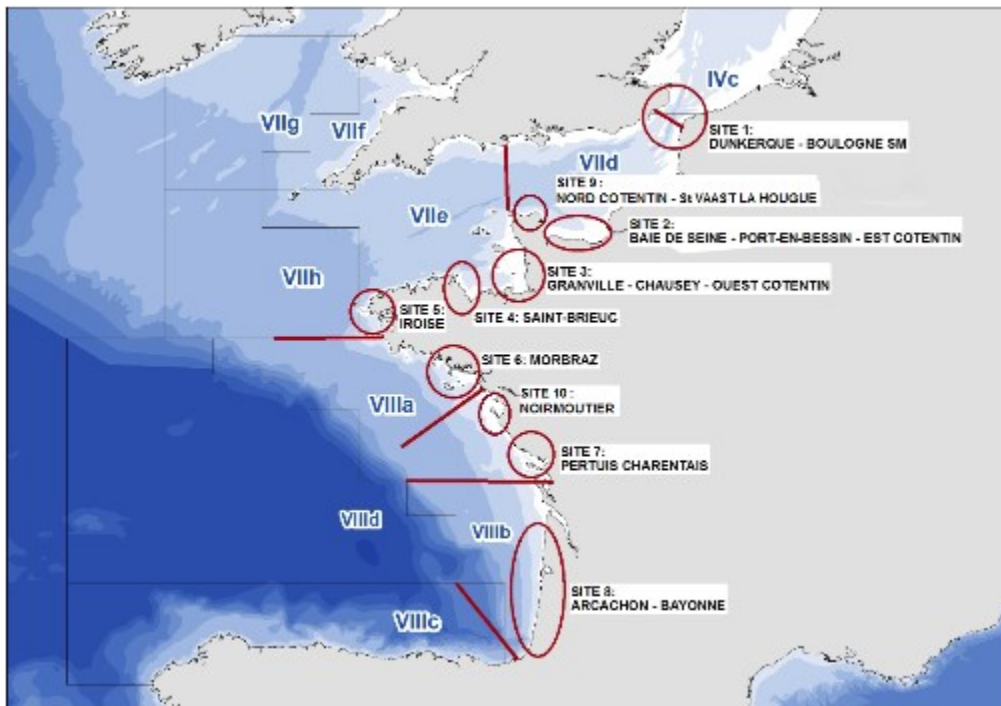 IVc
SITE 1:
DUNKERQUE - BOULOGNE SM
VIIg
VIIf
VIId
SITE 9 :
NORD COTENTIN - St VAAST LA HOUGUE
VIIe
SITE 2:
BAIE DE SEINE - PORT-EN-BESSIN - EST COTENTIN
VIIh
SITE 3:
GRANVILLE - CHAUSEY - OUEST COTENTIN
SITE 5:
IROISE
SITE 4: SAINT-BRIEUC
SITE 6: MORBRAZ
VIIIa
SITE 10 :
NOIRMOUTIER
SITE 7:
PERTUIS CHARENTAIS
VIIId
VIIIb
SITE 8:
ARCACHON - BAYONNE
VIIIc